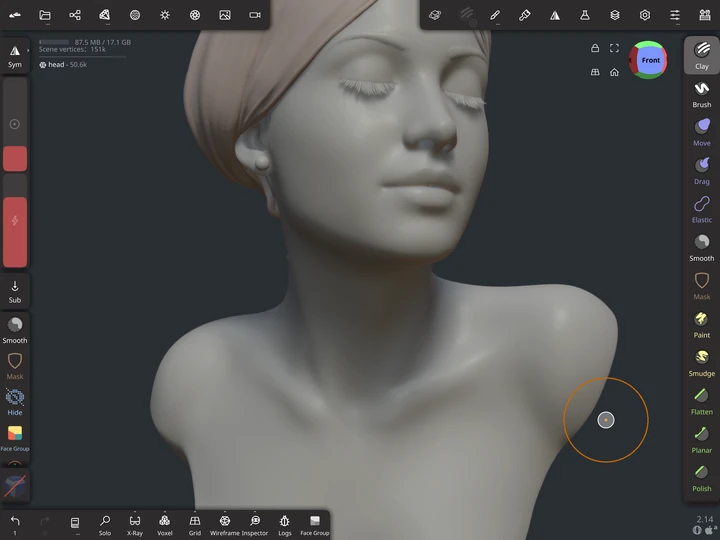 87.5 MB / 17.1 GB
Scene vertices: 151k
head - 50.6k
Front
Sym
Sub
Smooth
Mask
Hide
Face Group
Clay
Brush
Move
Drag
Elastic
Smooth
Mask
Paint
Smudge
Flatten
Planar
Polish
1
Solo
X-Ray
Voxel
Grid
Wireframe
Inspector
Logs
Face Group
2.14